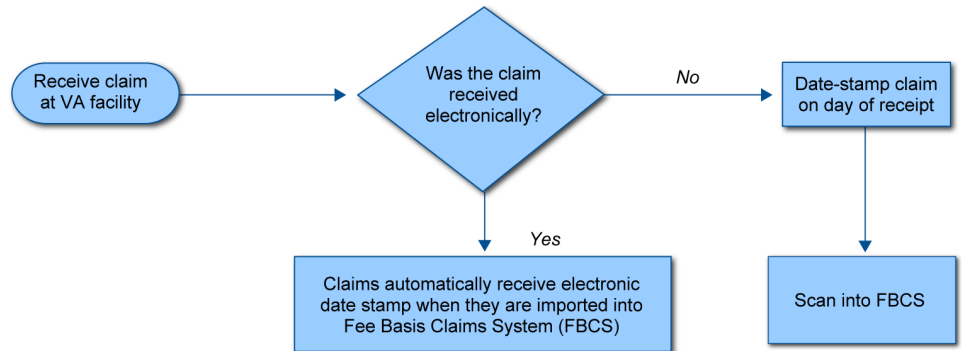 Receive claim
at VA facility
Was the claim
received
electronically?
No
Date-stamp claim
on day of receipt
Yes
Claims automatically receive electronic
date stamp when they are imported into
Fee Basis Claims System (FBCS)
Scan into FBCS